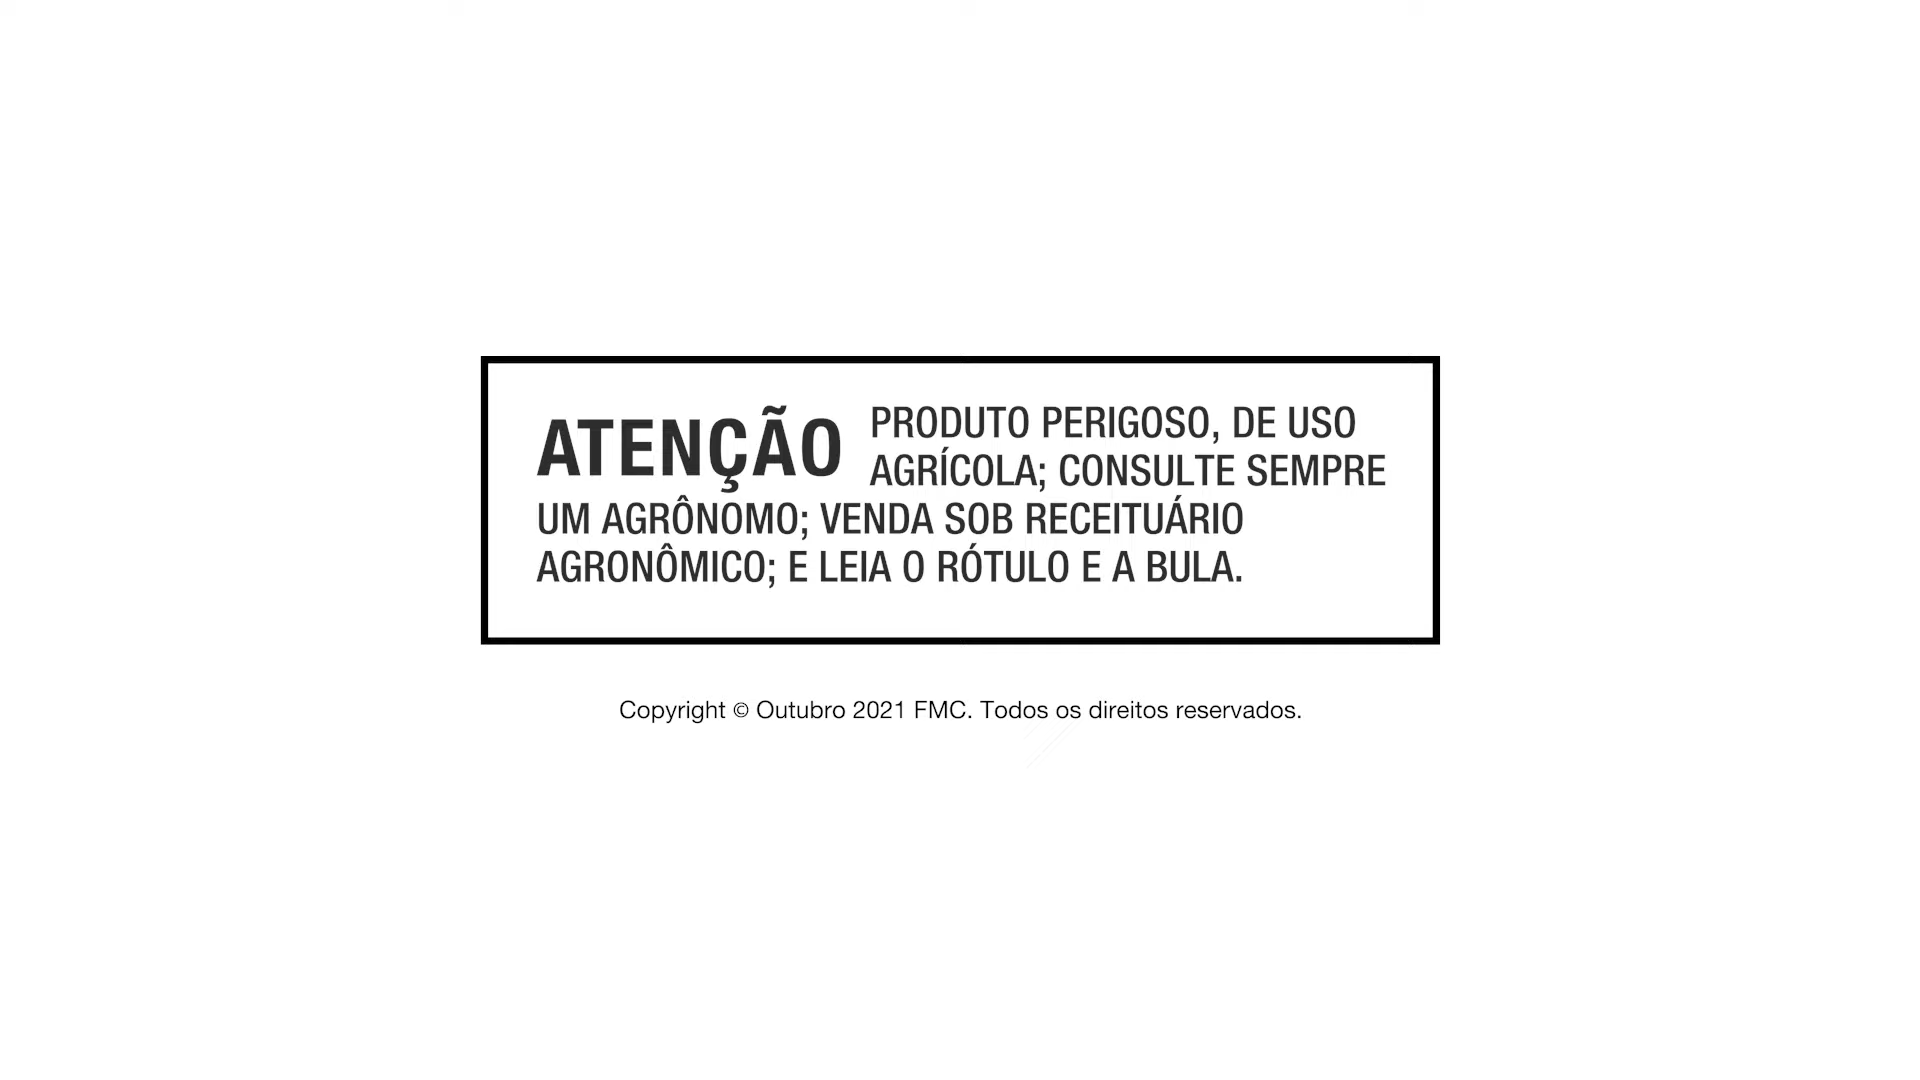 ATENÇÃO PRODUTO PERIGOSO, DE USO
AGRÍCOLA; CONSULTE SEMPRE
UM AGRÔNOMO; VENDA SOB RECEITUÁRIO
AGRONÔMICO; E LEIA O RÓTULO E A BULA.
Copyright © Outubro 2021 FMC. Todos os direitos reservados.